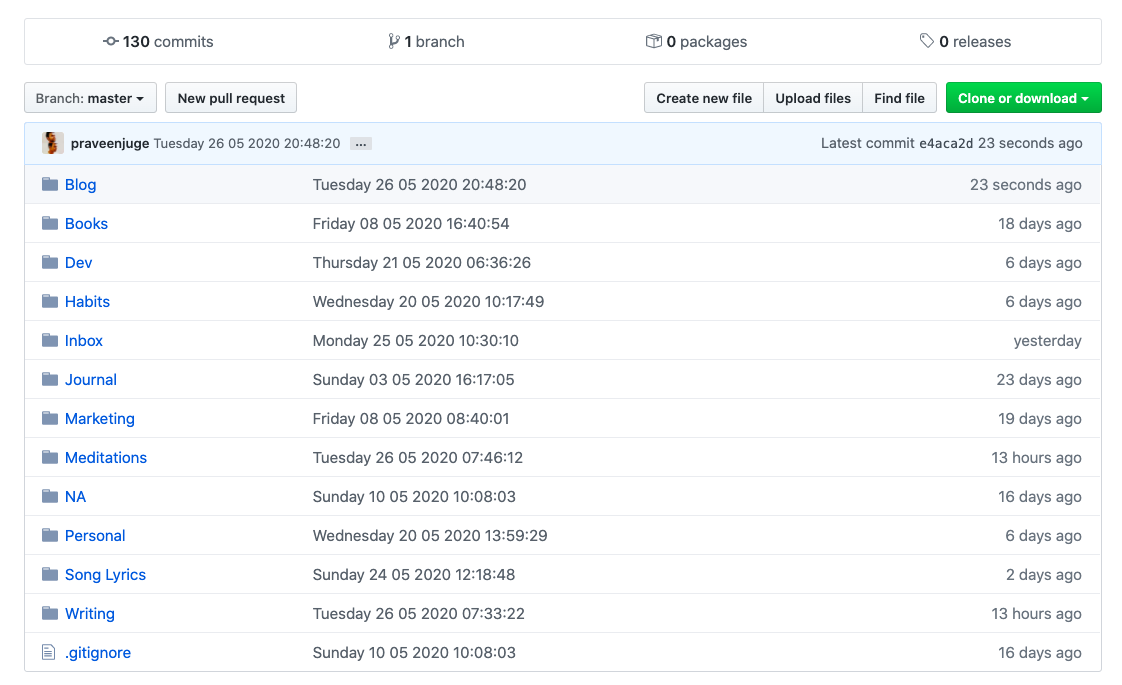 130 commits 1 branch 0 packages 0 releases
Branch: master New pull request Create new file Upload files Find file Clone or download
praveenjuge Tuesday 26 05 2020 20:48:20 ... Latest commit e4aca2d 23 seconds ago
Blog Tuesday 26 05 2020 20:48:20 23 seconds ago
Books Friday 08 05 2020 16:40:54 18 days ago
Dev Thursday 21 05 2020 06:36:26 6 days ago
Habits Wednesday 20 05 2020 10:17:49 6 days ago
Inbox Monday 25 05 2020 10:30:10 yesterday
Journal Sunday 03 05 2020 16:17:05 23 days ago
Marketing Friday 08 05 2020 08:40:01 19 days ago
Meditations Tuesday 26 05 2020 07:46:12 13 hours ago
NA Sunday 10 05 2020 10:08:03 16 days ago
Personal Wednesday 20 05 2020 13:59:29 6 days ago
Song Lyrics Sunday 24 05 2020 12:18:48 2 days ago
Writing Tuesday 26 05 2020 07:33:22 13 hours ago
.gitignore Sunday 10 05 2020 10:08:03 16 days ago